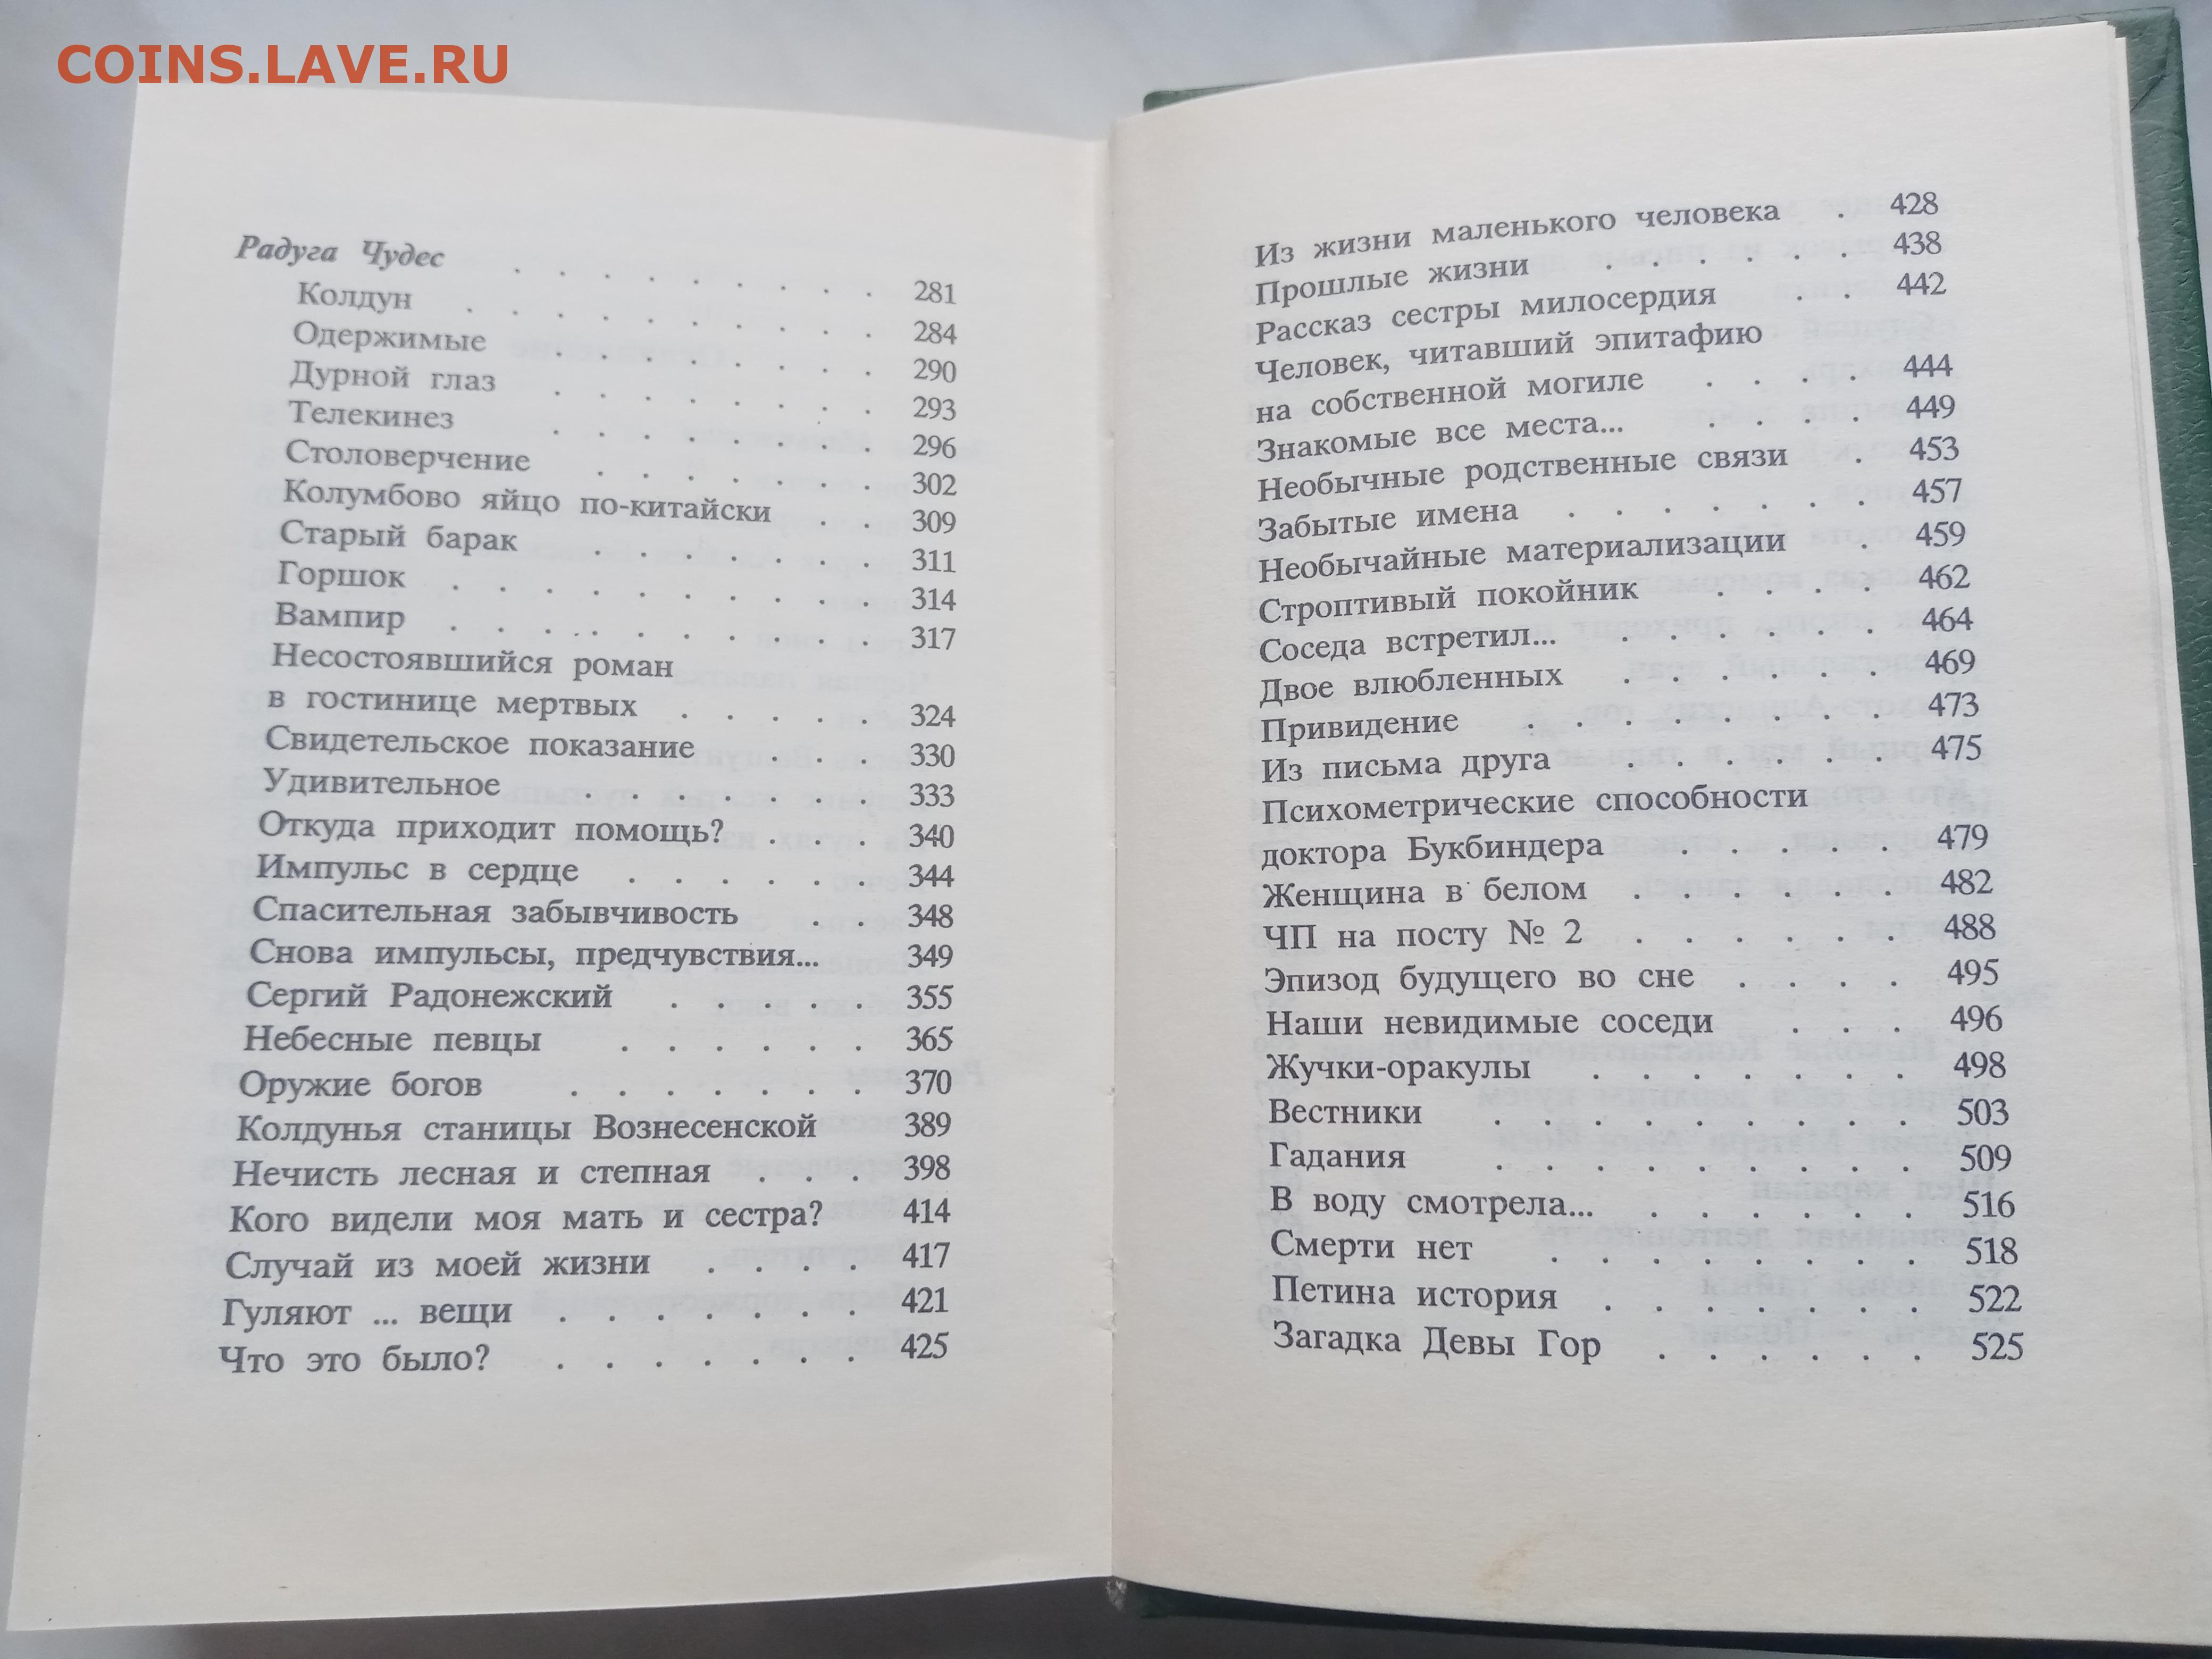 COINS.LAVE.RU
Радуга Чудес . . . . . . . . 281
Колдун . . . . . . . . . . 284
Одержимые . . . . . . . . 290
Дурной глаз . . . . . . . . 293
Телекинез . . . . . . . . 296
Столоверчение . . . . . . . 302
Колумбово яйцо по-китайски . . 309
Старый барак . . . . . . . 311
Горшок . . . . . . . . . . 314
Вампир . . . . . . . . . . 317
Несостоявшийся роман
в гостинице мертвых . . . . . 324
Свидетельское показание . . . 330
Удивительное . . . . . . . 333
Откуда приходит помощь? . . . 340
Импульс в сердце . . . . . . 344
Спасительная забывчивость . . 348
Снова импульсы, предчувствия... 349
Сергий Радонежский . . . . . 355
Небесные певцы . . . . . . 365
Оружие богов . . . . . . . 370
Колдунья станицы Вознесенской 389
Нечисть лесная и степная . . . 398
Кого видели моя мать и сестра? 414
Случай из моей жизни . . . . 417
Гуляют ... вещи . . . . . . . 421
Что это было? . . . . . . . 425
Из жизни маленького человека . 428
Прошлые жизни . . . . . . 438
Рассказ сестры милосердия . . 442
Человек, читавший эпитафию
на собственной могиле . . . . 444
Знакомые все места... . . . . 449
Необычные родственные связи . 453
Забытые имена . . . . . . . 457
Необычайные материализации . 459
Строптивый покойник . . . . 462
Соседа встретил... . . . . . . 464
Двое влюбленных . . . . . . 469
Привидение . . . . . . . . 473
Из письма друга . . . . . . 475
Психометрические способности
доктора Букбиндера . . . . . 479
Женщина в белом . . . . . . 482
ЧП на посту № 2 . . . . . . 488
Эпизод будущего во сне . . . . 495
Наши невидимые соседи . . . 496
Жучки-оракулы . . . . . . . 498
Вестники . . . . . . . . . 503
Гадания . . . . . . . . . 509
В воду смотрела... . . . . . . 516
Смерти нет . . . . . . . . 518
Петина история . . . . . . . 522
Загадка Девы Гор . . . . . . 525